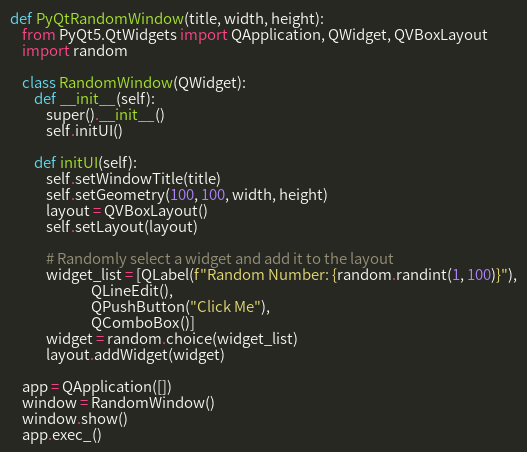 def PyQtRandomWindow(title, width, height):
    from PyQt5.QtWidgets import QApplication, QWidget, QVBoxLayout
    import random

    class RandomWindow(QWidget):
        def __init__(self):
            super().__init__()
            self.initUI()

        def initUI(self):
            self.setWindowTitle(title)
            self.setGeometry(100, 100, width, height)
            layout = QVBoxLayout()
            self.setLayout(layout)

            # Randomly select a widget and add it to the layout
            widget_list = [QLabel(f"Random Number: {random.randint(1, 100)}"),
                           QLineEdit(),
                           QPushButton("Click Me"),
                           QComboBox()]
            widget = random.choice(widget_list)
            layout.addWidget(widget)

    app = QApplication([])
    window = RandomWindow()
    window.show()
    app.exec_()